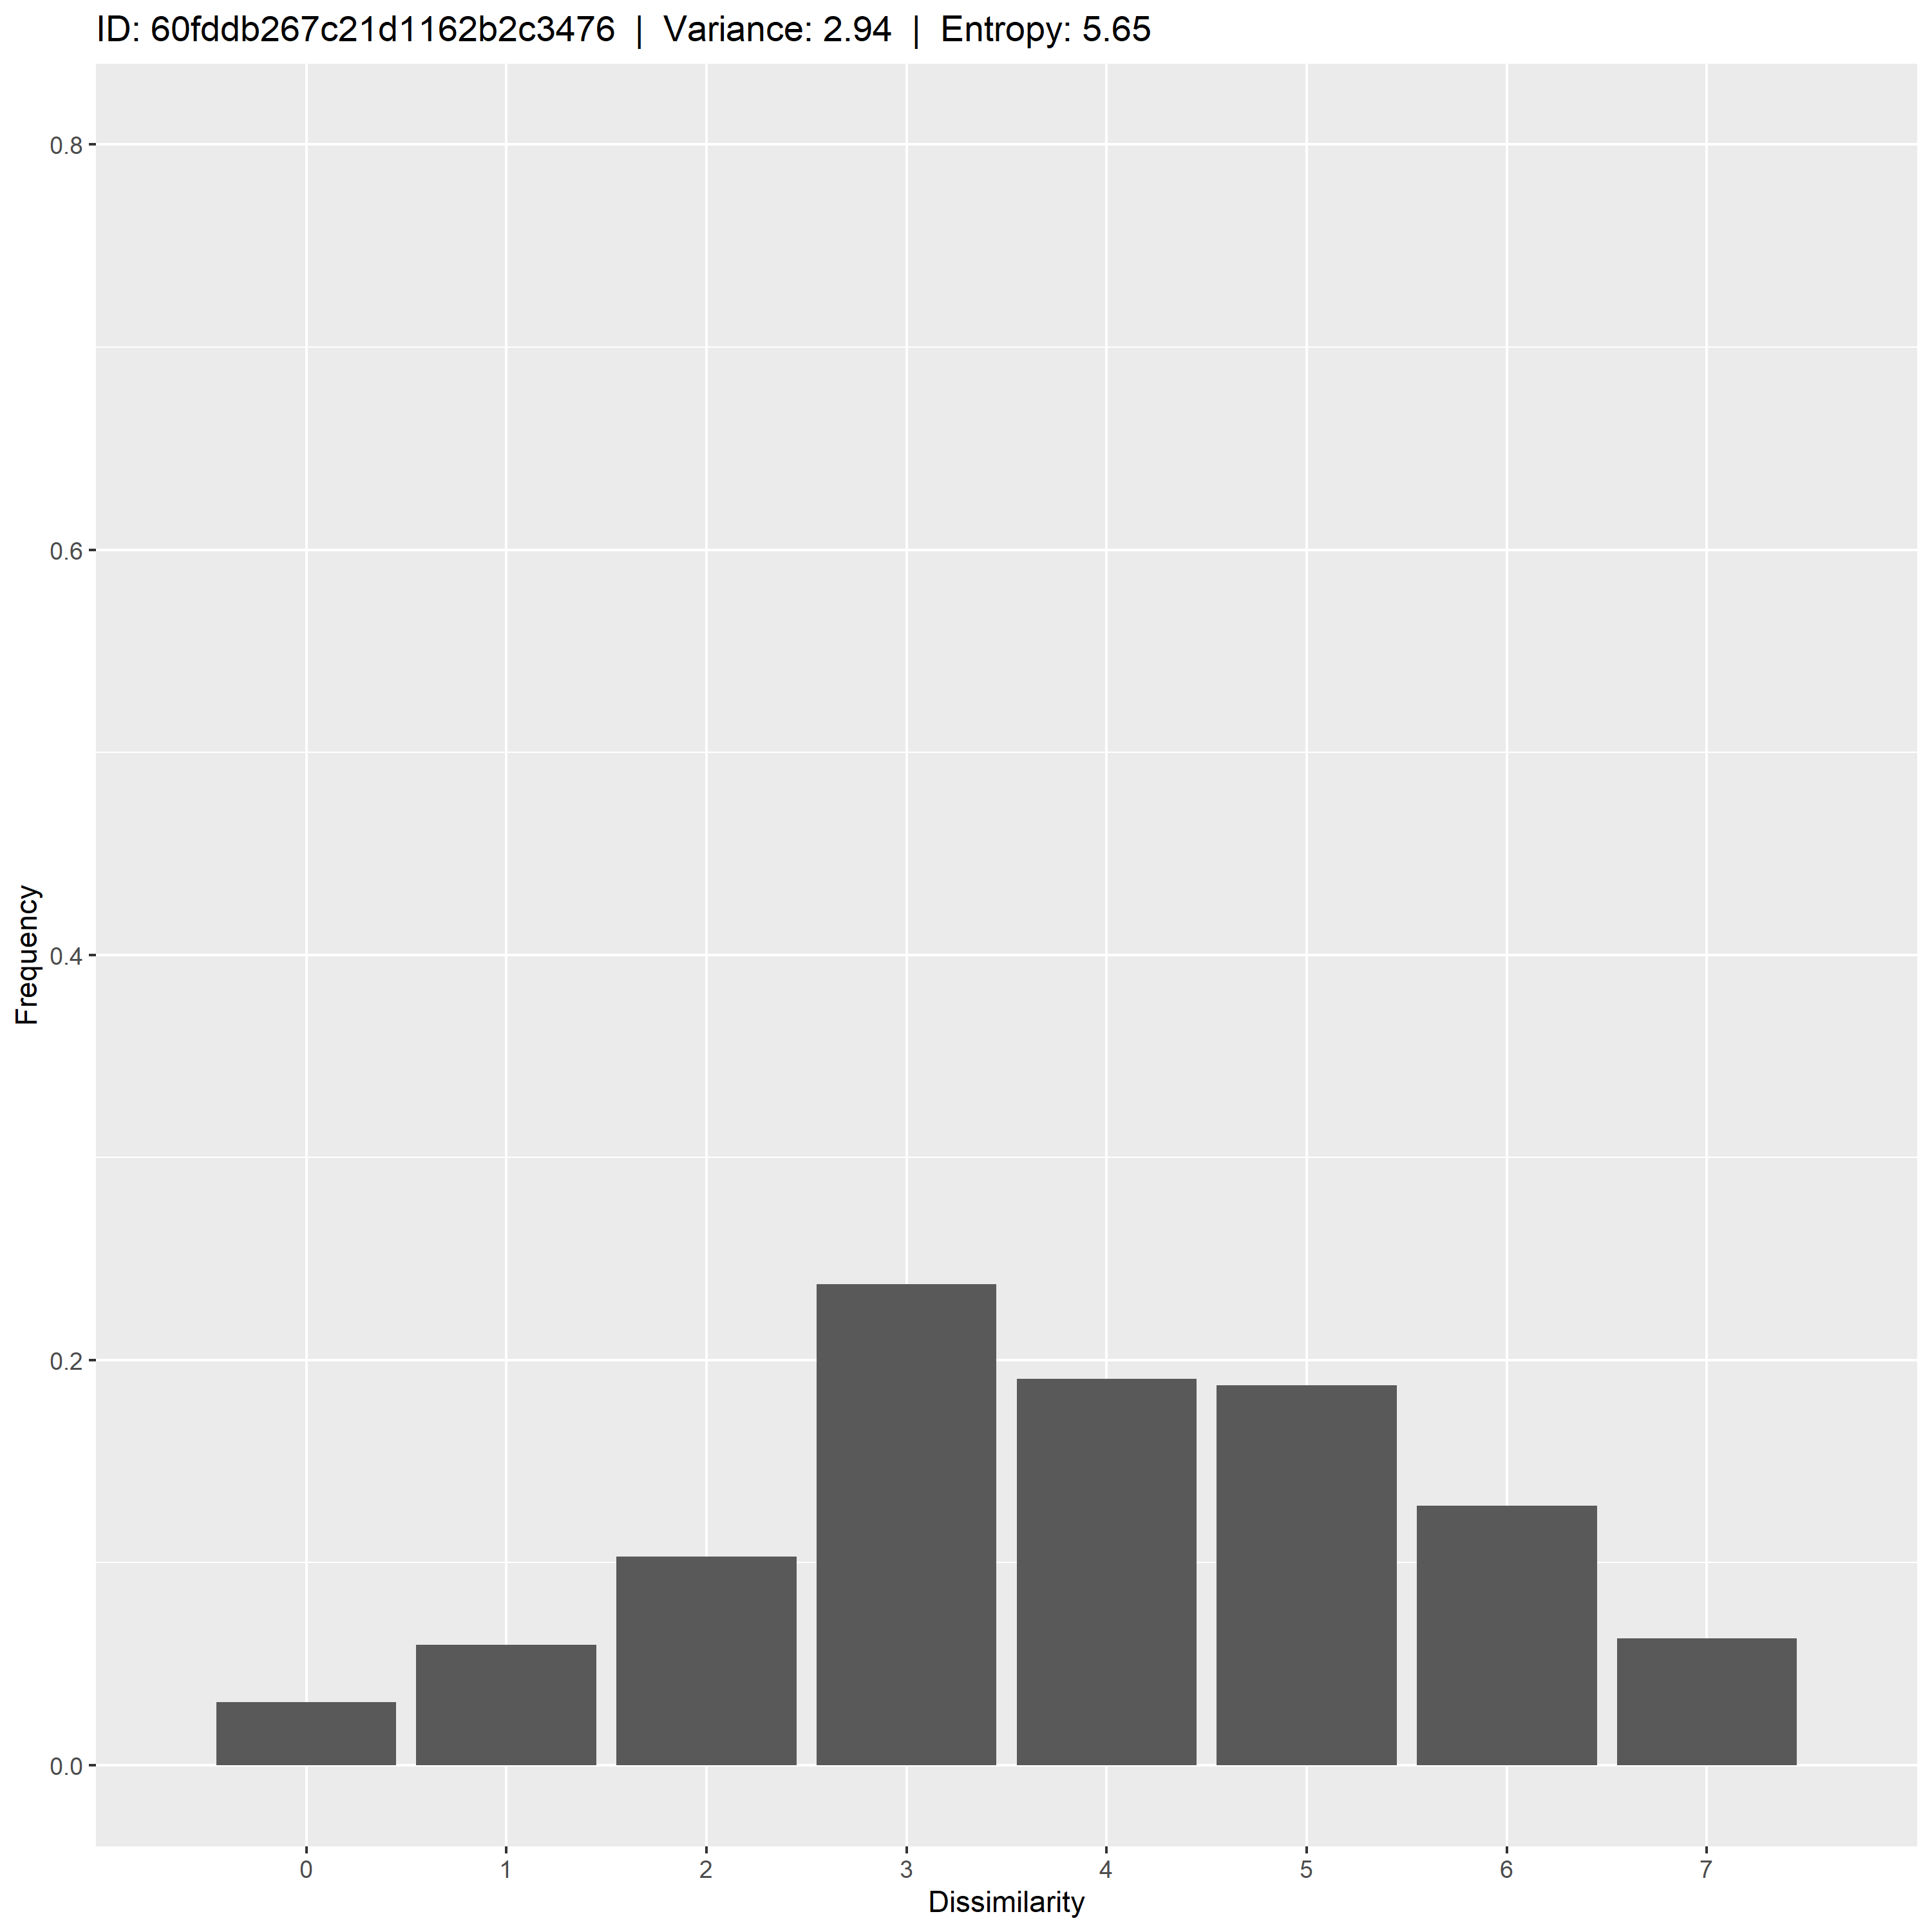 ID: 60fddb267c21d1162b2c3476 | Variance: 2.94 | Entropy: 5.65
0.8
0.6
0.4
0.2
0.0
Frequency
0 1 2 3 4 5 6 7
Dissimilarity